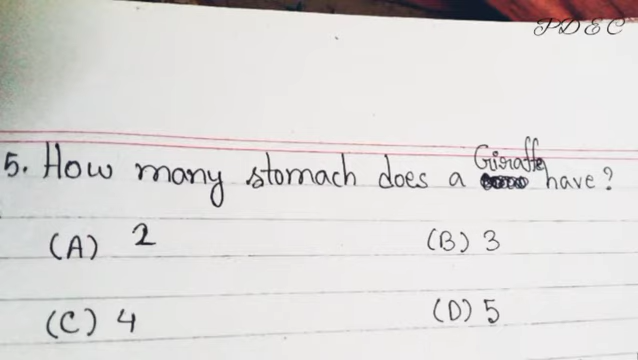 PDEC
5. How many stomach does a Giraffe have?
(A) 2 (B) 3
(C) 4 (D) 5